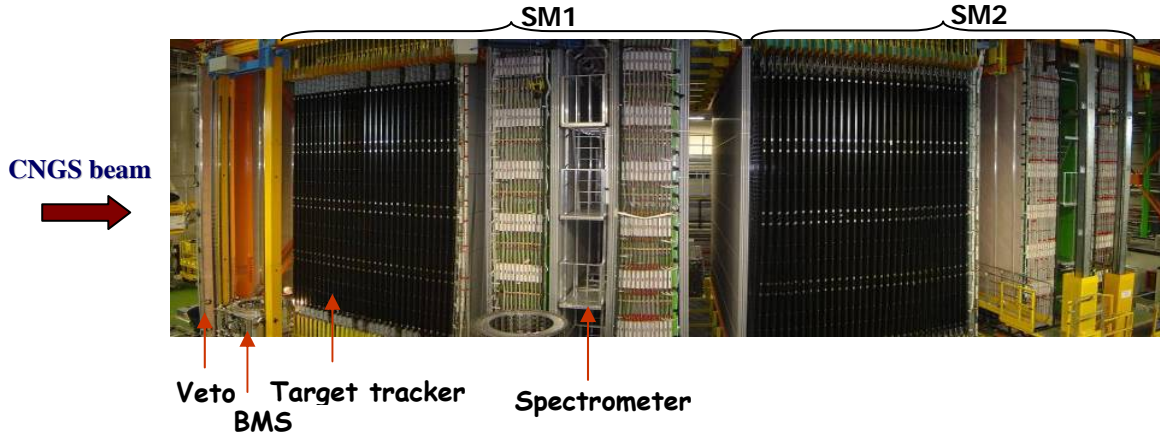 SM1
SM2
CNGS beam
Veto
Target tracker
BMS
Spectrometer